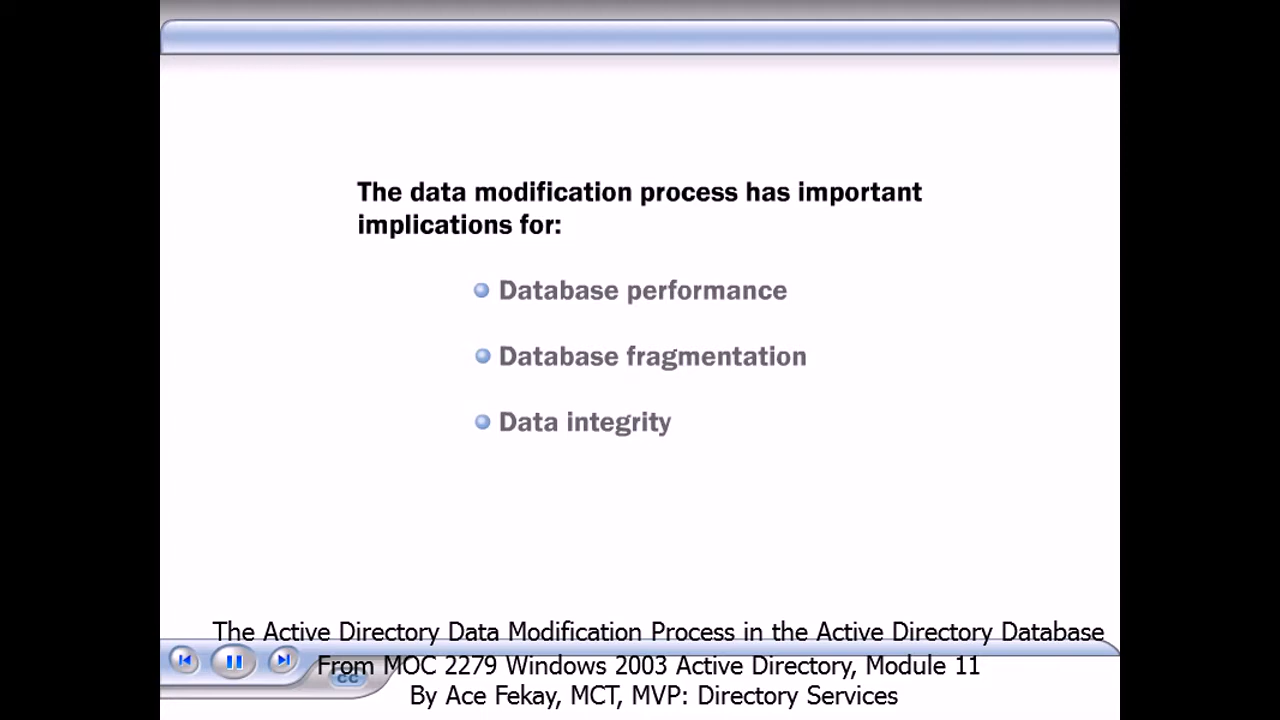 The data modification process has important
implications for:
Database performance
Database fragmentation
Data integrity
The Active Directory Data Modification Process in the Active Directory Database
From MOC 2279 Windows 2003 Active Directory, Module 11
CC
By Ace Fekay, MCT, MVP: Directory Services